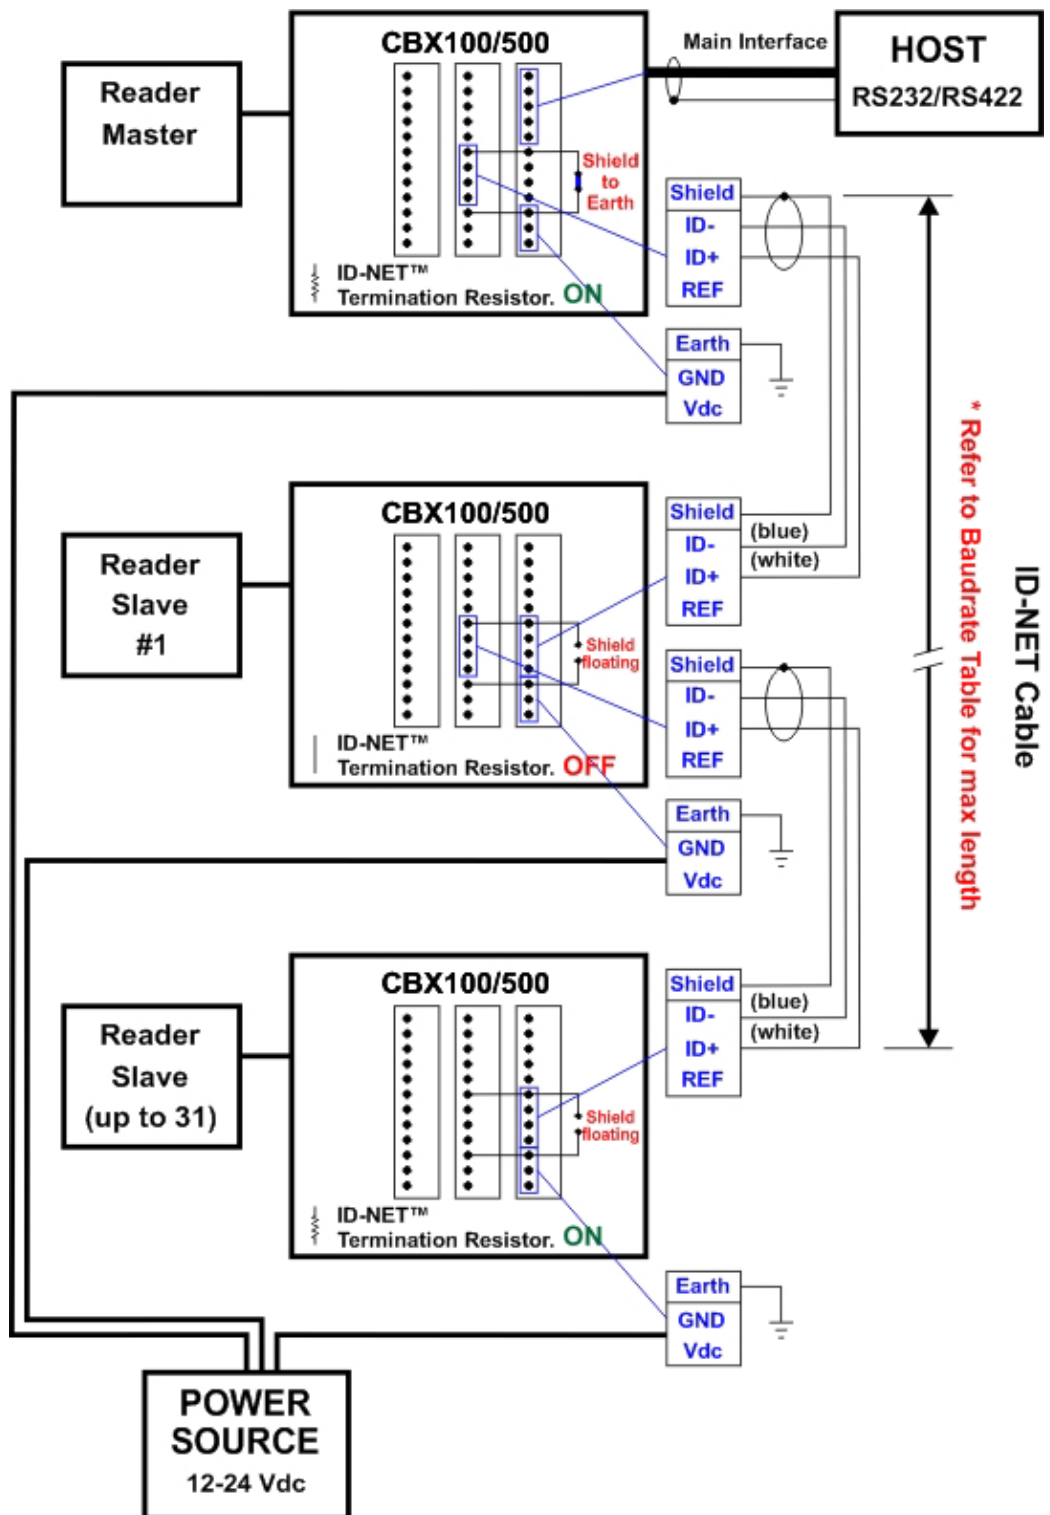 CBX100/500
Main Interface
HOST
RS232/RS422
Reader
Master
Shield
to
Earth
ID-NET™
Termination Resistor. ON
Shield
ID-
ID+
REF
Earth
GND
Vdc
CBX100/500
Reader
Slave
#1
Shield
floating
ID-NET™
Termination Resistor. OFF
Shield
(blue)
ID-
(white)
ID+
REF
Shield
ID-
ID+
REF
Earth
GND
Vdc
CBX100/500
Reader
Slave
(up to 31)
Shield
floating
ID-NET™
Termination Resistor. ON
Shield
(blue)
ID-
(white)
ID+
REF
Earth
GND
Vdc
* Refer to Baudrate Table for max length
ID-NET Cable
POWER
SOURCE
12-24 Vdc